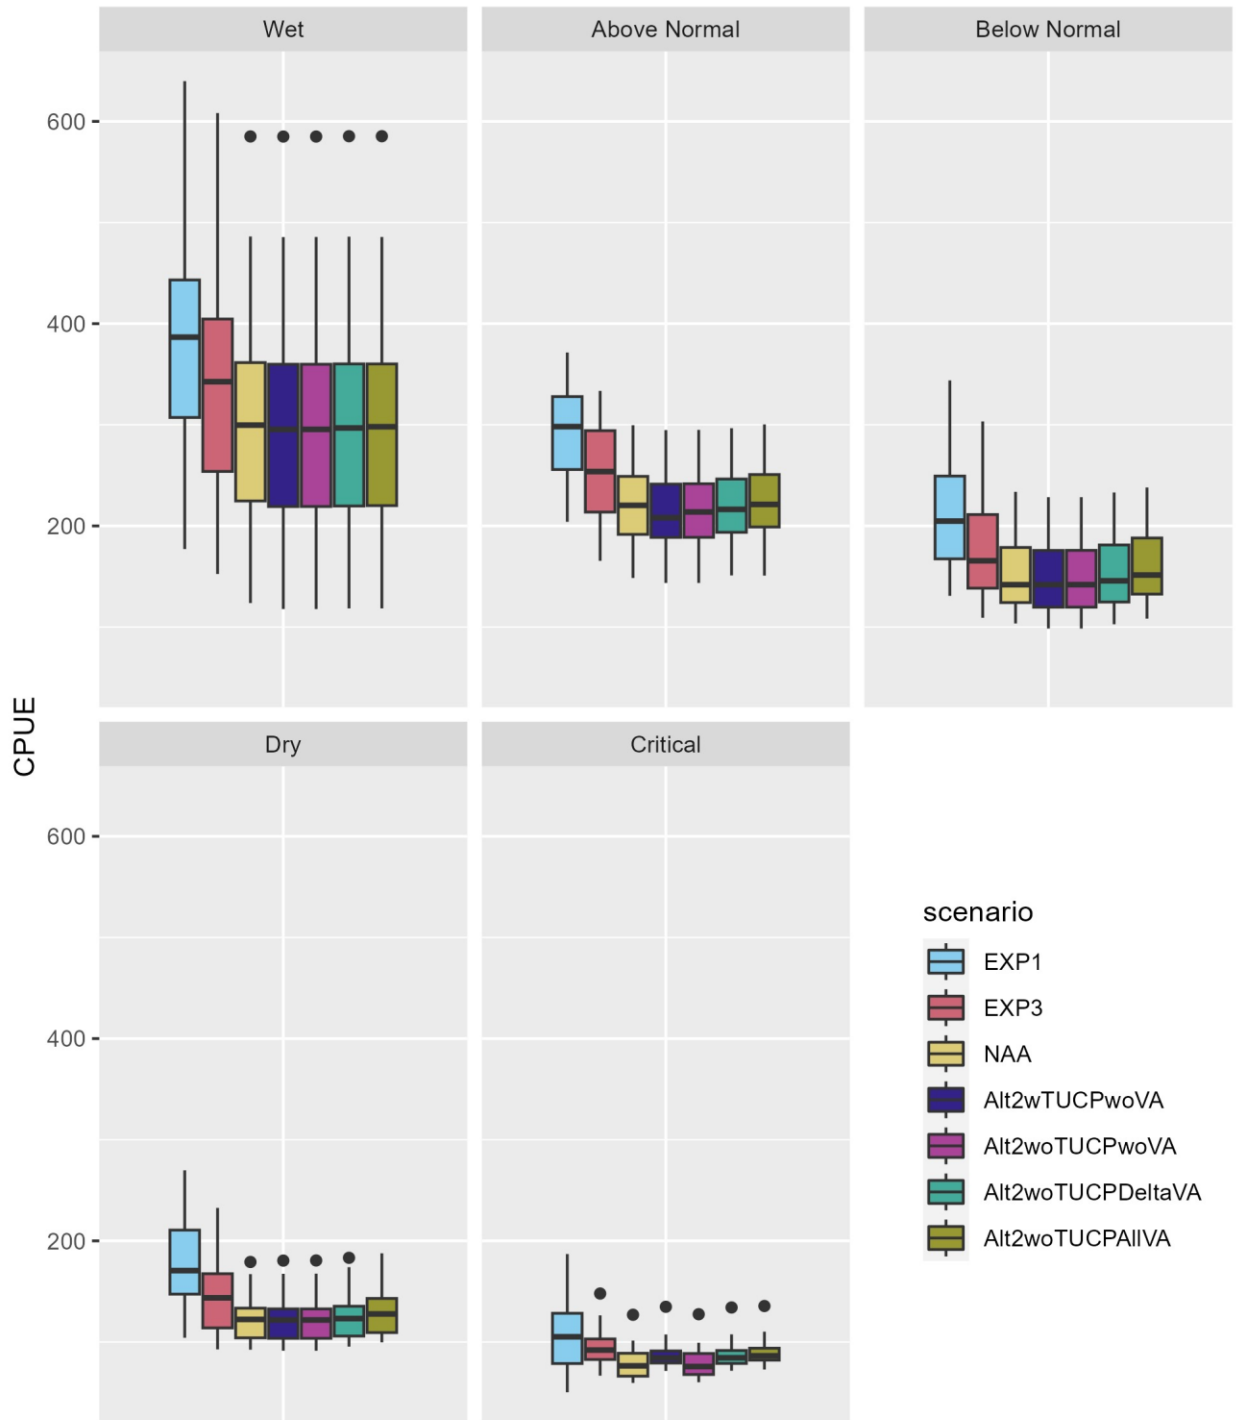 Wet
Above Normal
Below Normal
600
400
200
CPUE
Dry
Critical
600
400
200
scenario
EXP1
EXP3
NAA
Alt2wTUCPwoVA
Alt2woTUCPwoVA
Alt2woTUCPDeltaVA
Alt2woTUCPAllVA